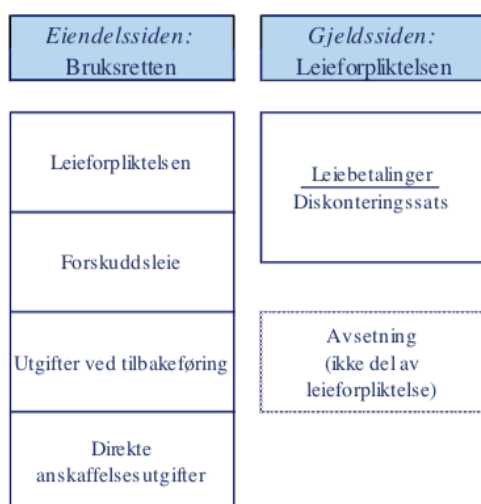 Eiendelssiden:
Bruksretten
Leieforpliktelsen
Forskuddsleie
Utgifter ved tilbakeføring
Direkte
anskaffelsesutgifter
Gjeldssiden:
Leieforpliktelsen
Leiebetalinger
Diskonteringssats
Avsetning
(ikke del av
leieforpliktelse)